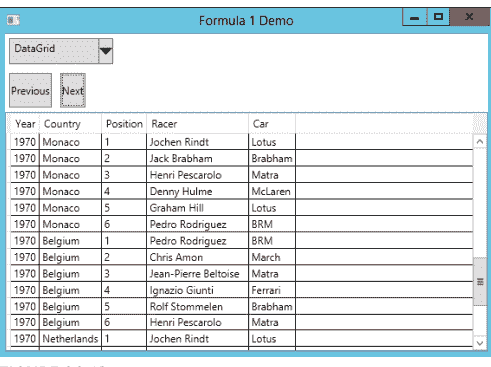 Formula 1 Demo
DataGrid
Previous Next
Year Country Position Racer Car
1970 Monaco 1 Jochen Rindt Lotus
1970 Monaco 2 Jack Brabham Brabham
1970 Monaco 3 Henri Pescarolo Matra
1970 Monaco 4 Denny Hulme McLaren
1970 Monaco 5 Graham Hill Lotus
1970 Monaco 6 Pedro Rodriguez BRM
1970 Belgium 1 Pedro Rodriguez BRM
1970 Belgium 2 Chris Amon March
1970 Belgium 3 Jean-Pierre Beltoise Matra
1970 Belgium 4 Ignazio Giunti Ferrari
1970 Belgium 5 Rolf Stommelen Brabham
1970 Belgium 6 Henri Pescarolo Matra
1970 Netherlands 1 Jochen Rindt Lotus